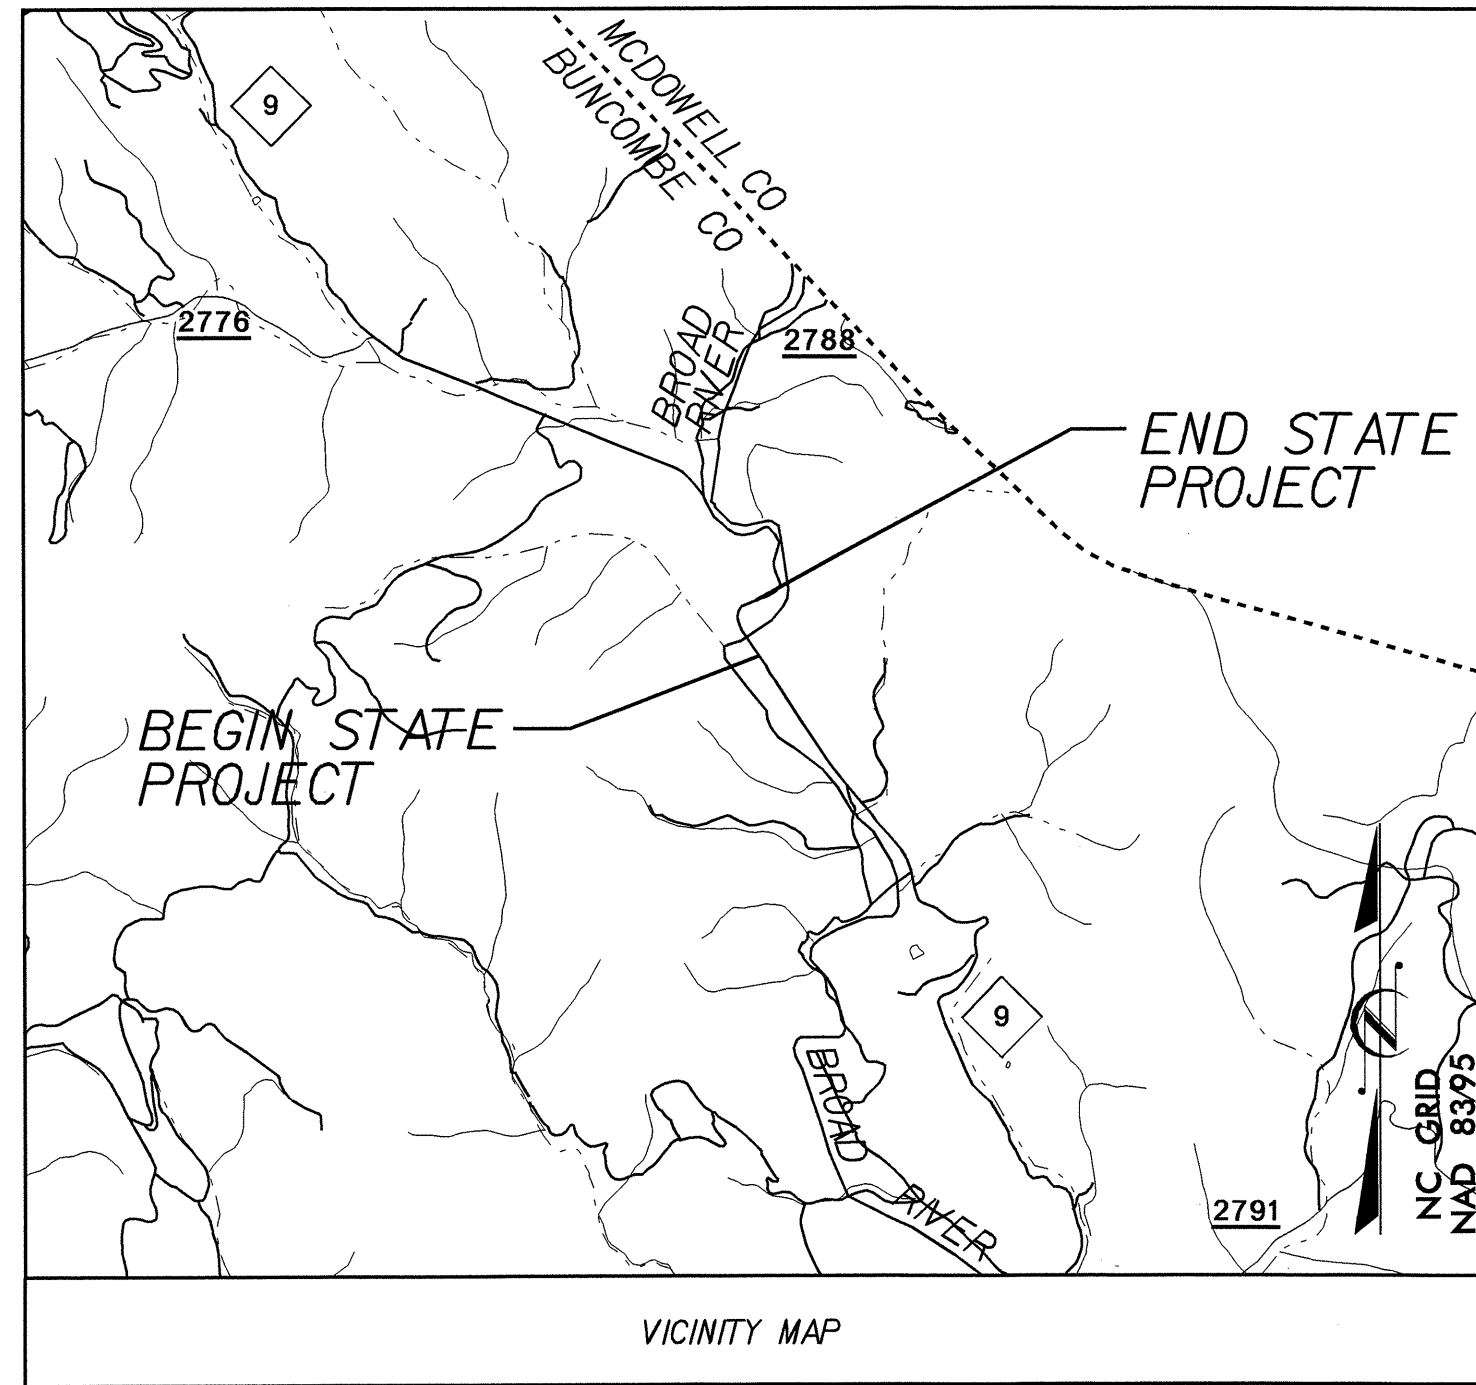 MCDOWELL CO
BUNCOMBE CO
9
2776
BROAD
RIVER
2788
END STATE
PROJECT
BEGIN STATE
PROJECT
9
BROAD RIVER
2791
N
NC GRID
NAD 83/95
VICINITY MAP